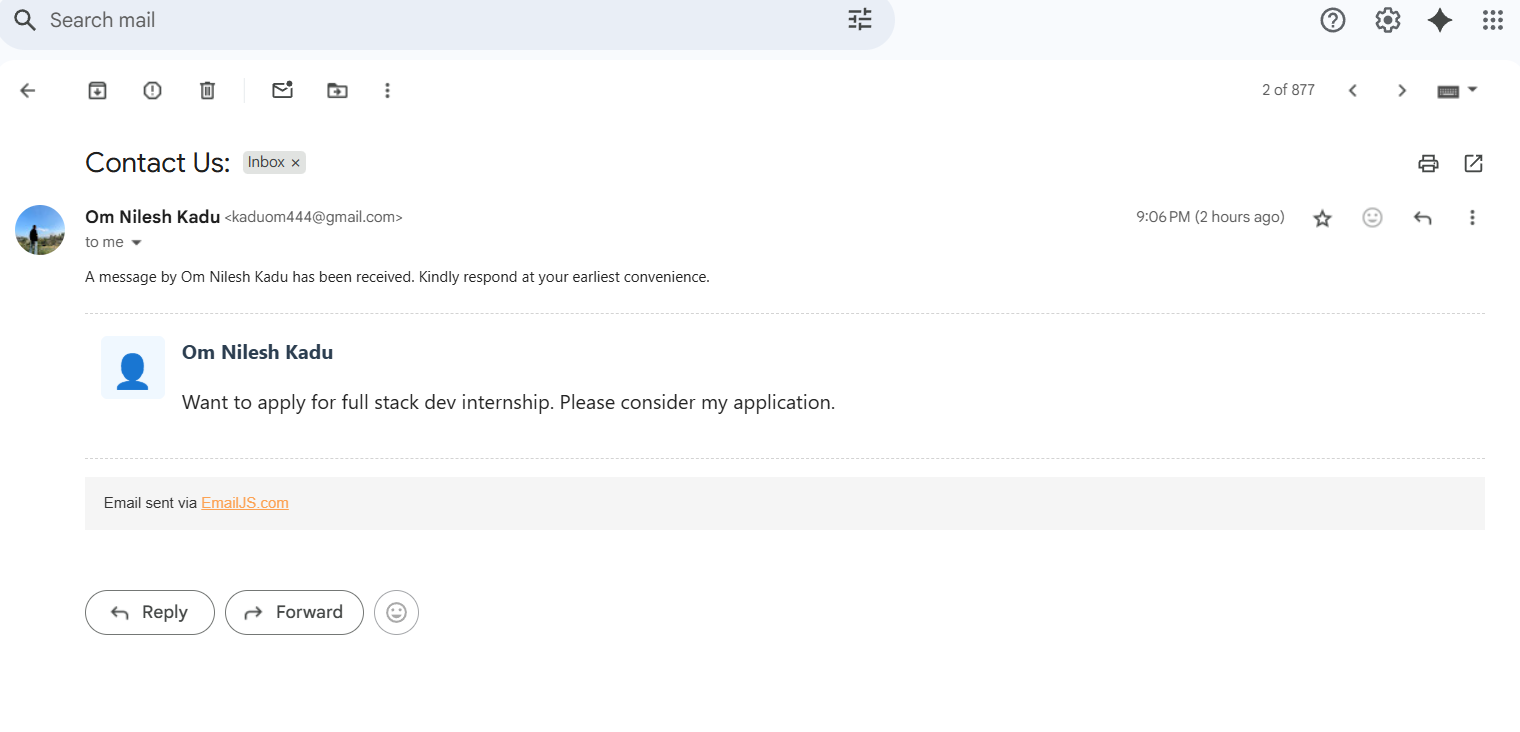 Search mail
2 of 877
Contact Us: Inbox ×
Om Nilesh Kadu <kaduom444@gmail.com> 9:06 PM (2 hours ago)
to me
A message by Om Nilesh Kadu has been received. Kindly respond at your earliest convenience.
Om Nilesh Kadu
Want to apply for full stack dev internship. Please consider my application.
Email sent via EmailJS.com
Reply Forward